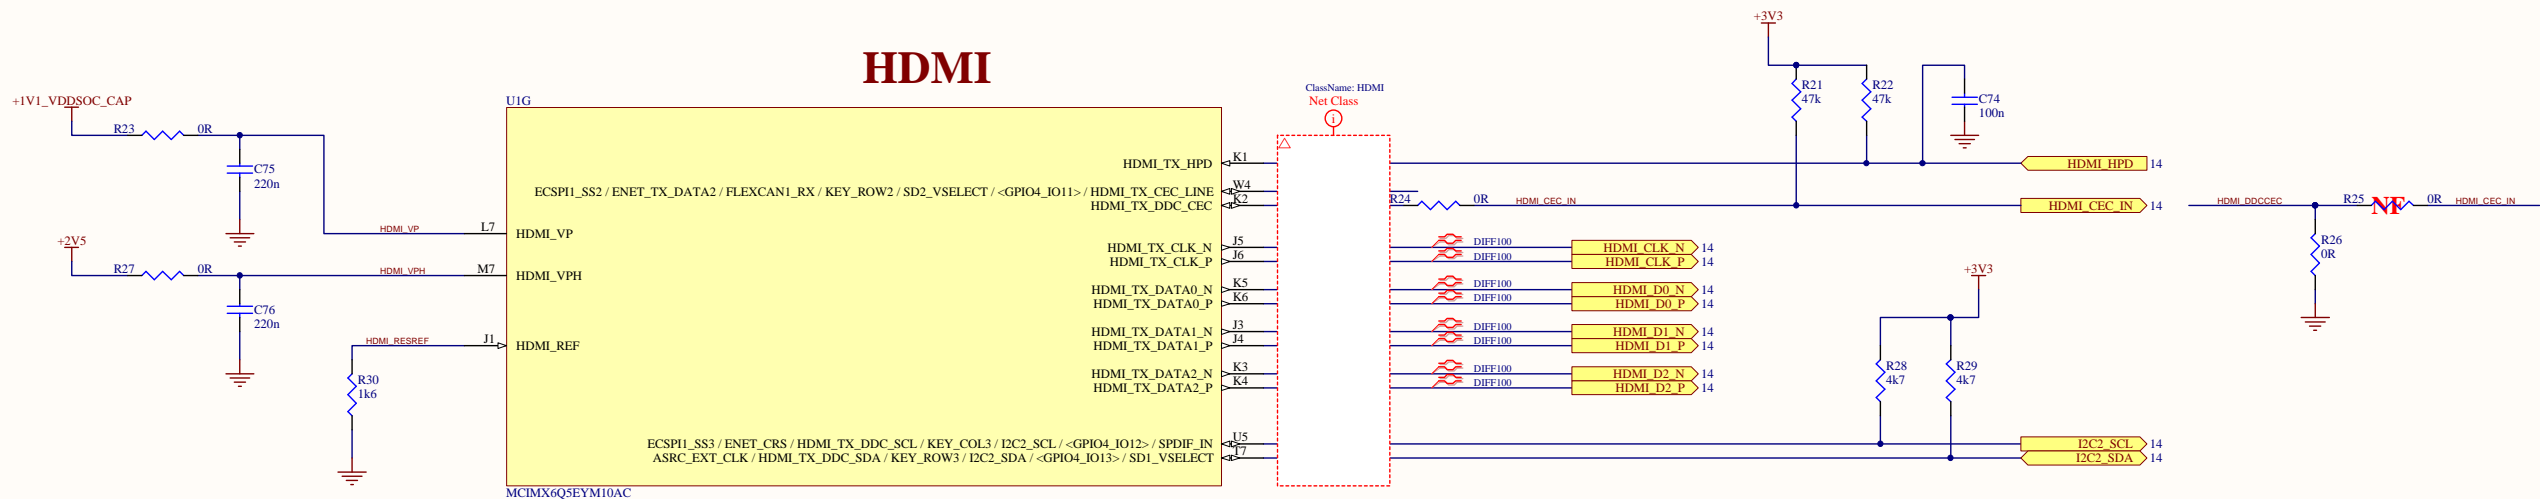 HDMI
+1V1_VDDSOC_CAP
R23 0R
C75
220n
HDMI_VP L7
+2V5
R27 0R
HDMI_VPH M7
C76
220n
HDMI_RESREF J1
R30
1k6
U1G
HDMI_VP
HDMI_VPH
HDMI_REF
HDMI_TX_HPD K1
ECSPI1_SS2 / ENET_TX_DATA2 / FLEXCAN1_RX / KEY_ROW2 / SD2_VSELECT / <GPIO4_IO11> / HDMI_TX_CEC_LINE W4
HDMI_TX_DDC_CEC K2
HDMI_TX_CLK_N J5
HDMI_TX_CLK_P J6
HDMI_TX_DATA0_N K5
HDMI_TX_DATA0_P K6
HDMI_TX_DATA1_N J3
HDMI_TX_DATA1_P J4
HDMI_TX_DATA2_N K3
HDMI_TX_DATA2_P K4
ECSPI1_SS3 / ENET_CRS / HDMI_TX_DDC_SCL / KEY_COL3 / I2C2_SCL / <GPIO4_IO12> / SPDIF_IN U5
ASRC_EXT_CLK / HDMI_TX_DDC_SDA / KEY_ROW3 / I2C2_SDA / <GPIO4_IO13> / SD1_VSELECT T7
MCIMX6Q5EYM10AC
ClassName: HDMI
Net Class
i
+3V3
R21
47k
R22
47k
C74
100n
HDMI_HPD 14
R24 0R HDMI_CEC_IN
HDMI_CEC_IN 14
DIFF100 HDMI_CLK_N 14
DIFF100 HDMI_CLK_P 14
DIFF100 HDMI_D0_N 14
DIFF100 HDMI_D0_P 14
DIFF100 HDMI_D1_N 14
DIFF100 HDMI_D1_P 14
DIFF100 HDMI_D2_N 14
DIFF100 HDMI_D2_P 14
+3V3
R28
4k7
R29
4k7
I2C2_SCL 14
I2C2_SDA 14
HDMI_DDCCEC R25 NF 0R HDMI_CEC_IN
R26
0R